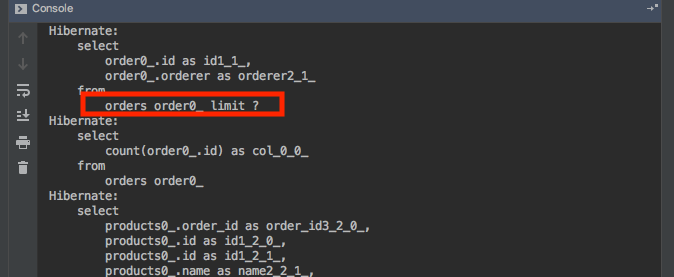 Console
Hibernate:
select
order0_.id as id1_1_,
order0_.orderer as orderer2_1_
from
orders order0_ limit ?
Hibernate:
select
count(order0_.id) as col_0_0_
from
orders order0_
Hibernate:
select
products0_.order_id as order_id3_2_0_,
products0_.id as id1_2_0_,
products0_.id as id1_2_1_,
products0_.name as name2_2_1_,